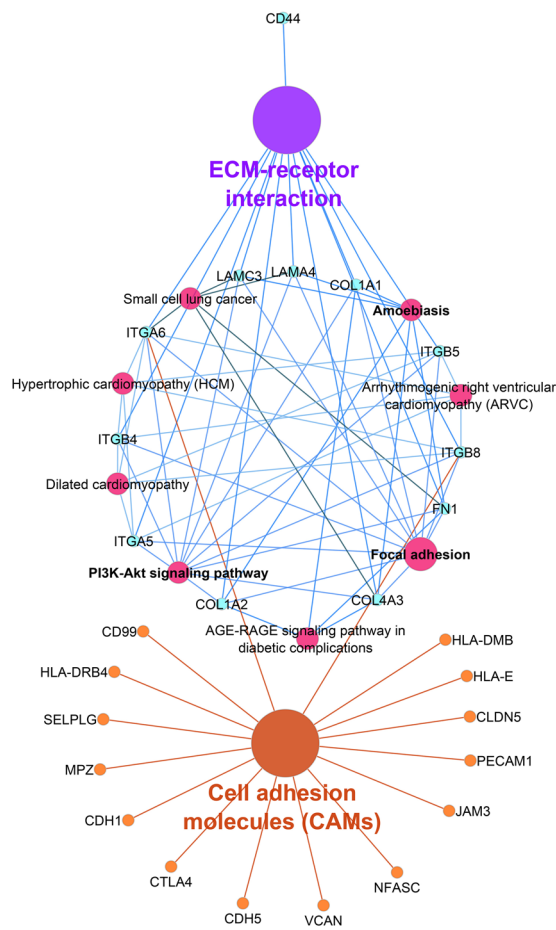 CD44
ECM-receptor
interaction
LAMC3
LAMA4
COL1A1
Small cell lung cancer
Amoebiasis
ITGA6
ITGB5
Hypertrophic cardiomyopathy (HCM)
Arrhythmogenic right ventricular
cardiomyopathy (ARVC)
ITGB4
ITGB8
Dilated cardiomyopathy
FN1
ITGA5
Focal adhesion
PI3K-Akt signaling pathway
COL1A2
COL4A3
AGE-RAGE signaling pathway in
diabetic complications
CD99
HLA-DMB
HLA-DRB4
HLA-E
SELPLG
CLDN5
MPZ
PECAM1
Cell adhesion
molecules (CAMs)
CDH1
JAM3
CTLA4
NFASC
CDH5
VCAN